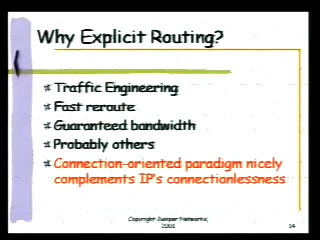 Why Explicit Routing?
Traffic Engineering
Fast reroute
Guaranteed bandwidth
Probably others
Connection-oriented paradigm nicely
complements IP's connectionlessness
Copyright Juniper Networks,
2001
14